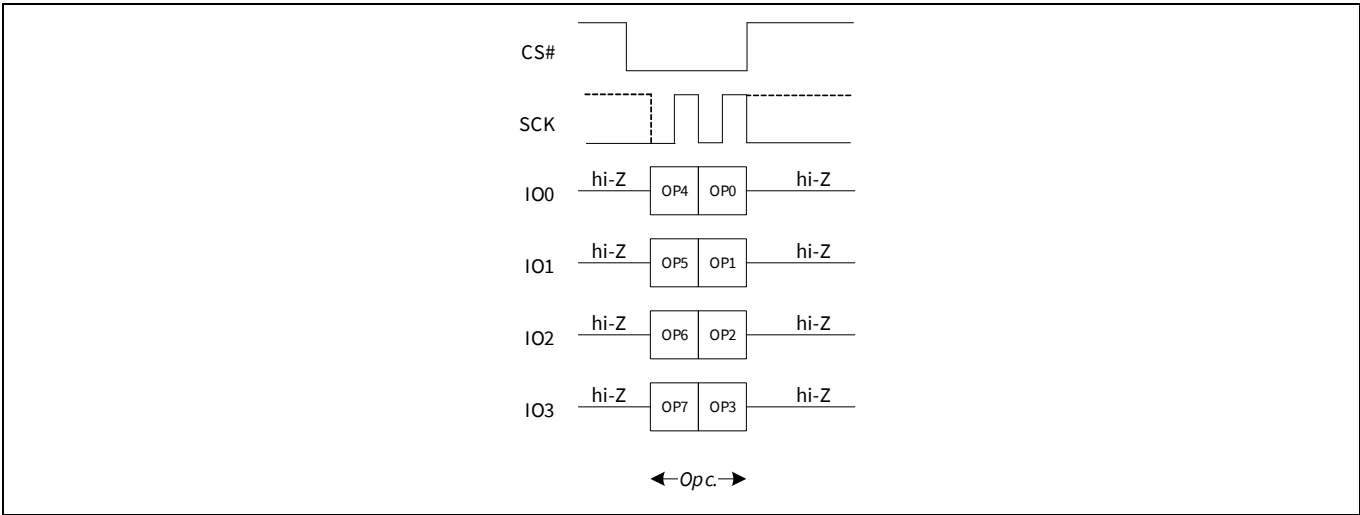 CS#
SCK
IO0 hi-Z OP4 OP0 hi-Z
IO1 hi-Z OP5 OP1 hi-Z
IO2 hi-Z OP6 OP2 hi-Z
IO3 hi-Z OP7 OP3 hi-Z
Opc.